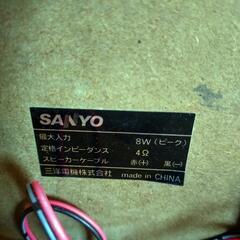 SANYO
最大入力 8W (ピーク)
定格インピーダンス 4Ω
スピーカーケーブル 赤(+) 黒(−)
三洋電機株式会社 made in CHINA